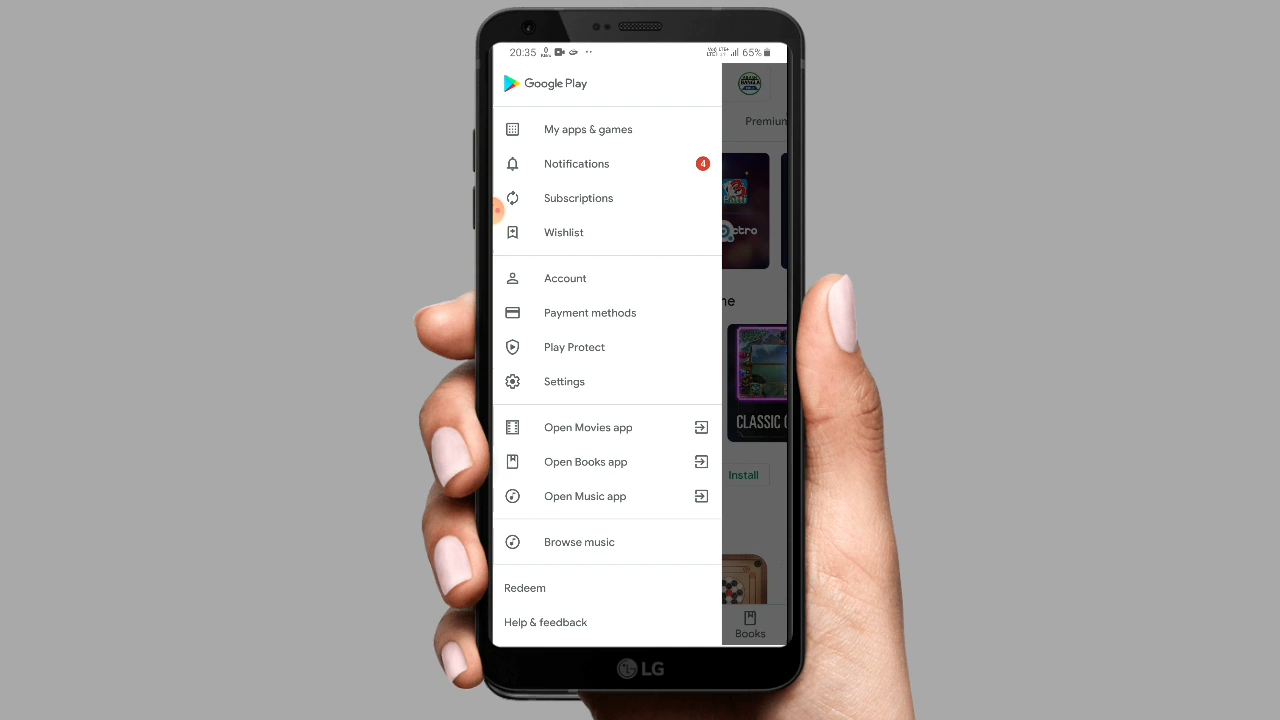 20:35
65%
Google Play
Premium
My apps & games
Notifications 4
Subscriptions
Wishlist
Account
Payment methods
Play Protect
Settings
CLASSIC
Open Movies app
Open Books app
Install
Open Music app
Browse music
Redeem
Help & feedback
Books
LG